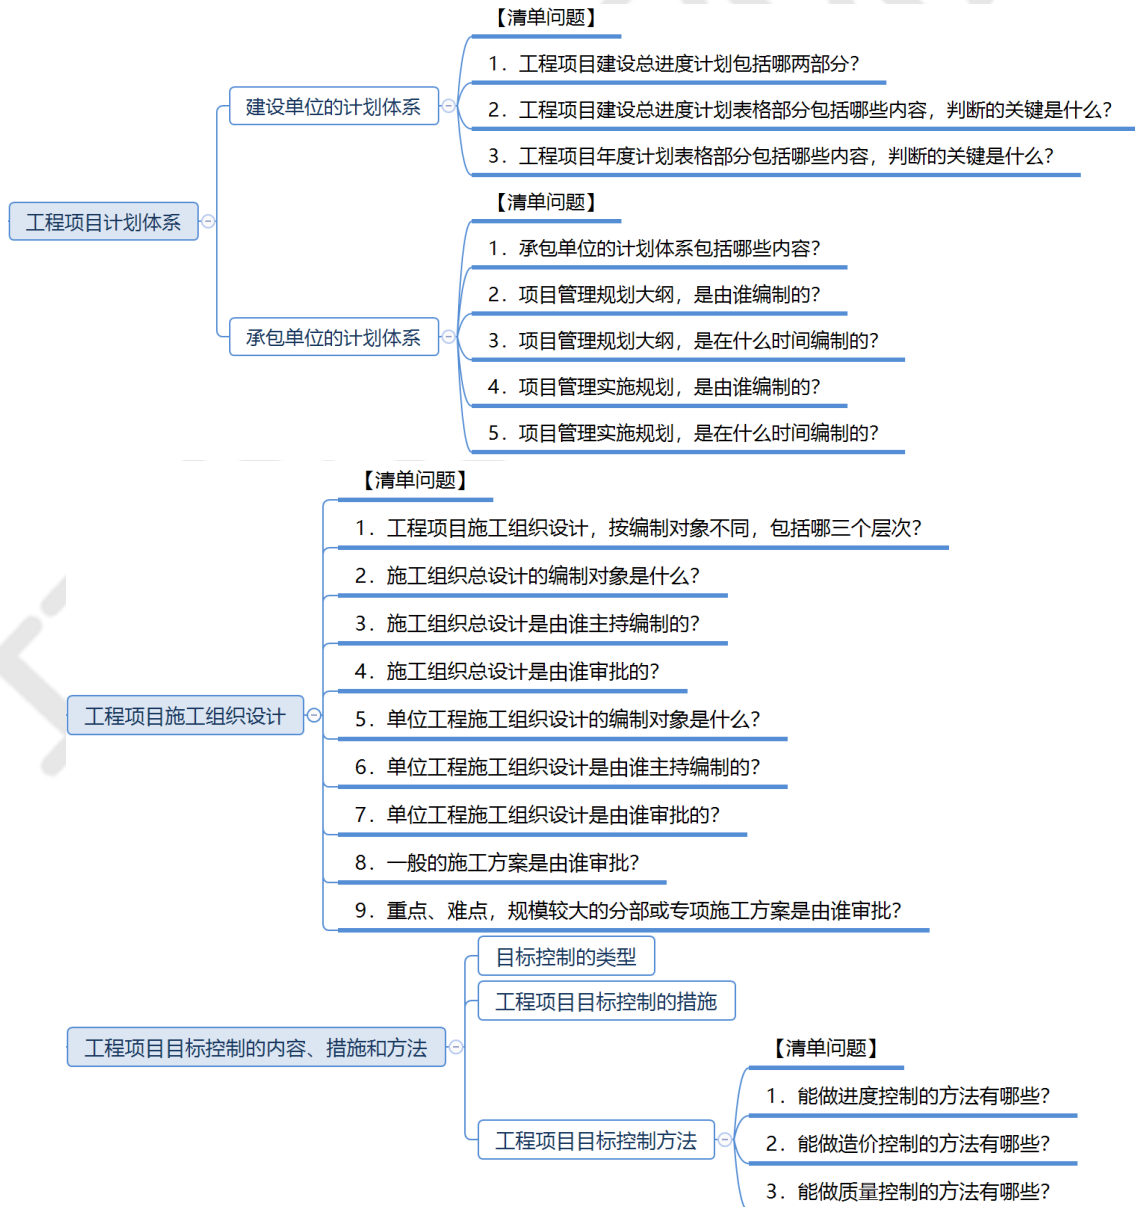 工程项目计划体系
建设单位的计划体系
【清单问题】
1. 工程项目建设总进度计划包括哪两部分？
2. 工程项目建设总进度计划表格部分包括哪些内容，判断的关键是什么？
3. 工程项目年度计划表格部分包括哪些内容，判断的关键是什么？
承包单位的计划体系
【清单问题】
1. 承包单位的计划体系包括哪些内容？
2. 项目管理规划大纲，是由谁编制的？
3. 项目管理规划大纲，是在什么时间编制的？
4. 项目管理实施规划，是由谁编制的？
5. 项目管理实施规划，是在什么时间编制的？
工程项目施工组织设计
【清单问题】
1. 工程项目施工组织设计，按编制对象不同，包括哪三个层次？
2. 施工组织总设计的编制对象是什么？
3. 施工组织总设计是由谁主持编制的？
4. 施工组织总设计是由谁审批的？
5. 单位工程施工组织设计的编制对象是什么？
6. 单位工程施工组织设计是由谁主持编制的？
7. 单位工程施工组织设计是由谁审批的？
8. 一般的施工方案是由谁审批？
9. 重点、难点，规模较大的分部或专项施工方案是由谁审批？
工程项目目标控制的内容、措施和方法
目标控制的类型
工程项目目标控制的措施
工程项目目标控制方法
【清单问题】
1. 能做进度控制的方法有哪些？
2. 能做造价控制的方法有哪些？
3. 能做质量控制的方法有哪些？